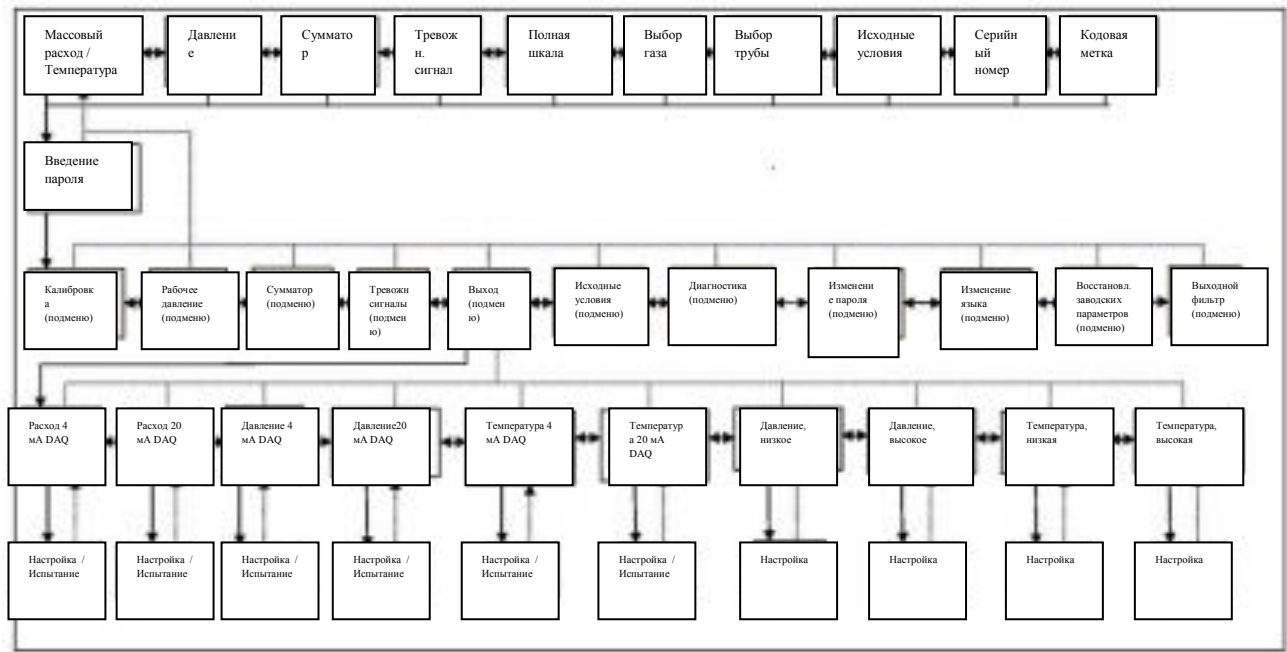 Массовый
расход /
Температура
Давлени
е
Суммато
р
Тревож
н.
сигнал
Полная
шкала
Выбор
газа
Выбор
трубы
Исходные
условия
Серийн
ый
номер
Кодовая
метка
Введение
пароля
Калибровк
а
(подменю)
Рабочее
давление
(подменю)
Сумматор
(подменю)
Тревожн
сигналы
(подмен
ю)
Выход
(подмен
ю)
Исходные
условия
(подменю)
Диагностика
(подменю)
Изменени
е пароля
(подменю)
Изменение
языка
(подменю)
Восстановл.
заводских
параметров
(подменю)
Выходной
фильтр
(подменю)
Расход 4
мА DAQ
Расход 20
мА DAQ
Давление 4
мА DAQ
Давление20
мА DAQ
Температура 4
мА DAQ
Температур
а 20 мА
DAQ
Давление,
низкое
Давление,
высокое
Температура,
низкая
Температура,
высокая
Настройка /
Испытание
Настройка /
Испытание
Настройка /
Испытание
Настройка /
Испытание
Настройка /
Испытание
Настройка /
Испытание
Настройка
Настройка
Настройка
Настройка